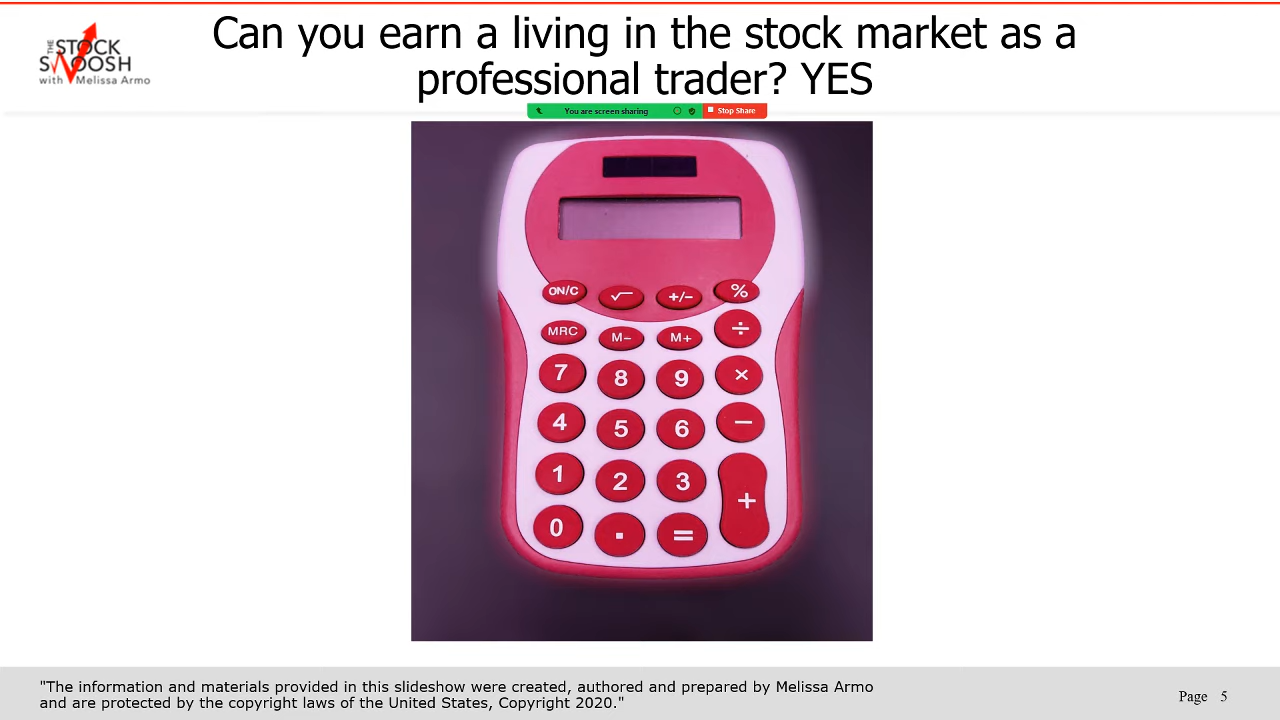 THE
STOCK
SWOOSH
with Melissa Armo
Can you earn a living in the stock market as a
professional trader? YES
You are screen sharing
Stop Share
ON/C √ +/− %
MRC M− M+ ÷
7 8 9 ×
4 5 6 −
1 2 3 +
0 . =
"The information and materials provided in this slideshow were created, authored and prepared by Melissa Armo
and are protected by the copyright laws of the United States, Copyright 2020."
Page 5